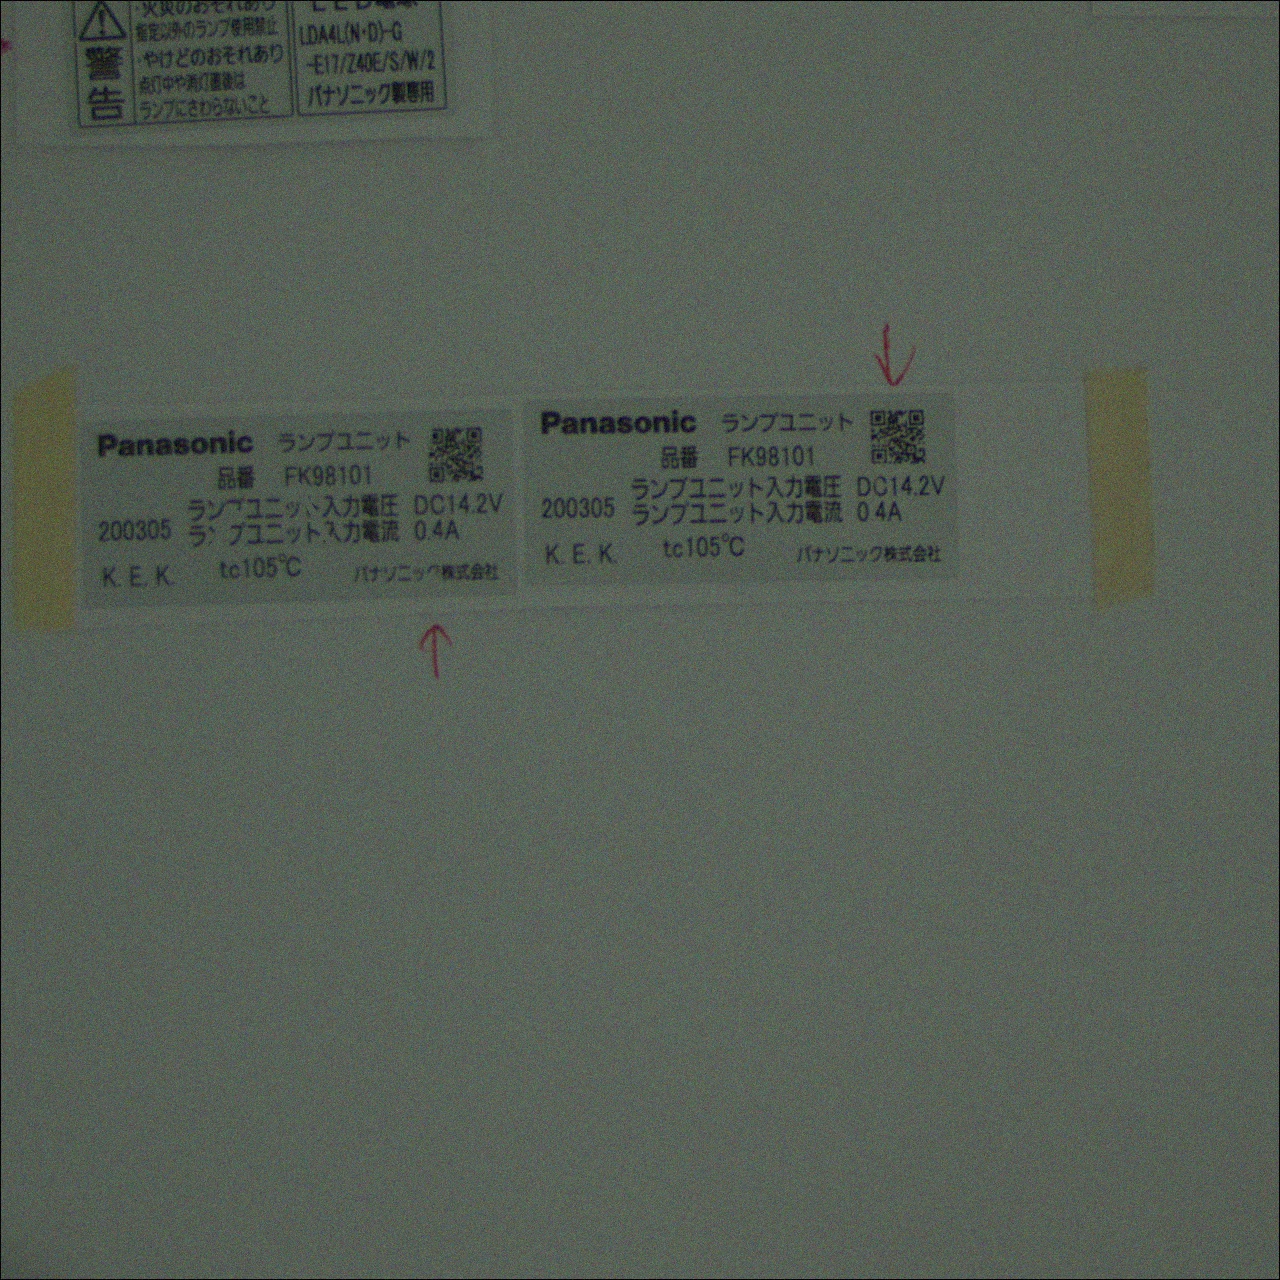 ・火災のおそれあり
指定以外のランプ使用禁止
警告
・やけどのおそれあり
点灯中や消灯直後は
ランプにさわらないこと
LED電球
LDA4L(N・D)-G
-E17/Z40E/S/W/2
パナソニック製専用
Panasonic ランプユニット
品番 FK98101
ランプユニット入力電圧 DC14.2V
200305 ランプユニット入力電流 0.4A
K. E. K. tc105℃ パナソニック株式会社
Panasonic ランプユニット
品番 FK98101
ランプユニット入力電圧 DC14.2V
200305 ランプユニット入力電流 0.4A
K. E. K. tc105℃ パナソニック株式会社